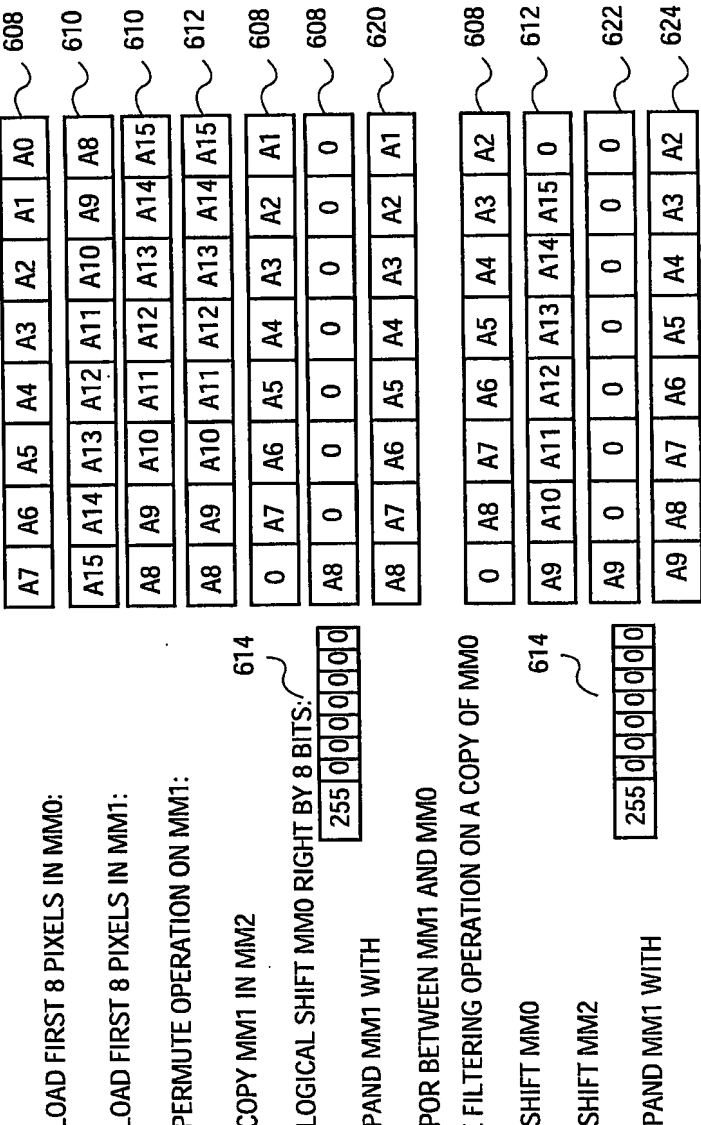 LOAD FIRST 8 PIXELS IN MM0: A7 A6 A5 A4 A3 A2 A1 A0 608
LOAD FIRST 8 PIXELS IN MM1: A15 A14 A13 A12 A11 A10 A9 A8 610
PERMUTE OPERATION ON MM1: A8 A9 A10 A11 A12 A13 A14 A15 610
COPY MM1 IN MM2 A8 A9 A10 A11 A12 A13 A14 A15 612
614
LOGICAL SHIFT MM0 RIGHT BY 8 BITS: 0 A7 A6 A5 A4 A3 A2 A1 608
PAND MM1 WITH 255 0 0 0 0 0 0 0 A8 0 0 0 0 0 0 0 608
POR BETWEEN MM1 AND MM0 A8 A7 A6 A5 A4 A3 A2 A1 620
FILTERING OPERATION ON A COPY OF MM0
SHIFT MM0 0 A8 A7 A6 A5 A4 A3 A2 608
614
SHIFT MM2 A9 A10 A11 A12 A13 A14 A15 0 612
PAND MM1 WITH 255 0 0 0 0 0 0 0 A9 0 0 0 0 0 0 0 622
A9 A8 A7 A6 A5 A4 A3 A2 624